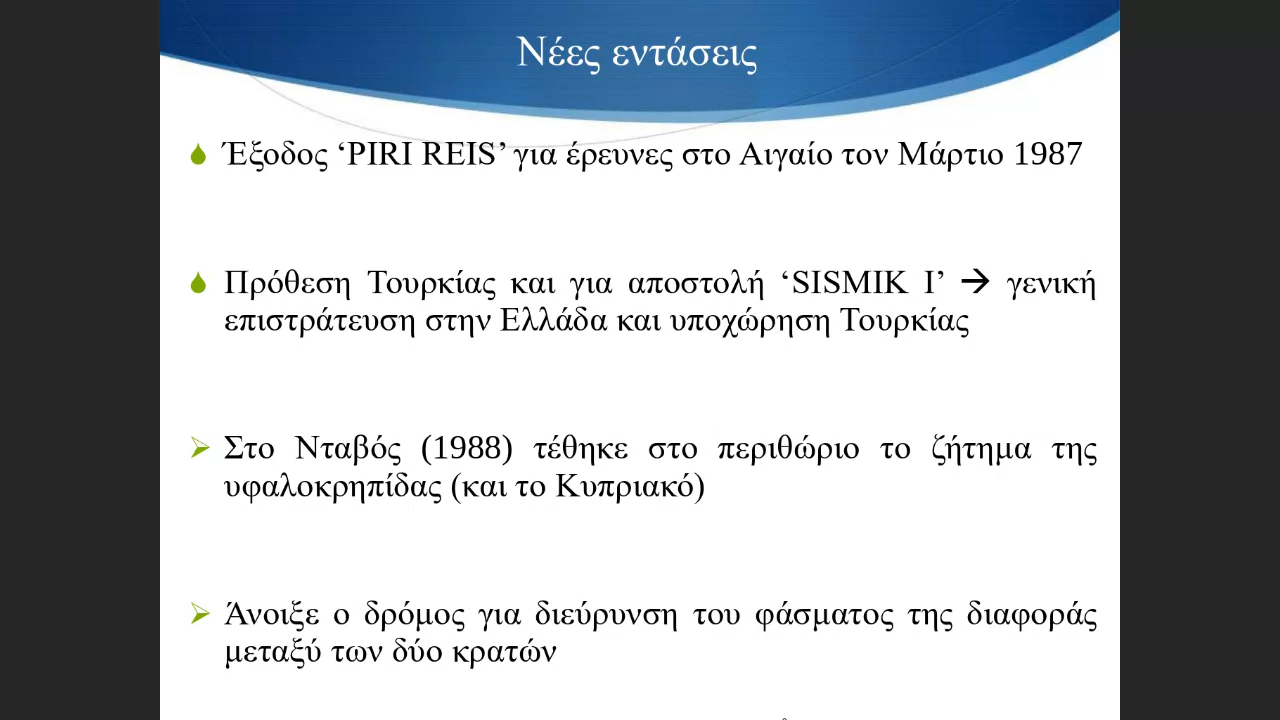 Νέες εντάσεις
Έξοδος ‘PIRI REIS’ για έρευνες στο Αιγαίο τον Μάρτιο 1987
Πρόθεση Τουρκίας και για αποστολή ‘SISMIK I’ → γενική
επιστράτευση στην Ελλάδα και υποχώρηση Τουρκίας
Στο Νταβός (1988) τέθηκε στο περιθώριο το ζήτημα της
υφαλοκρηπίδας (και το Κυπριακό)
Άνοιξε ο δρόμος για διεύρυνση του φάσματος της διαφοράς
μεταξύ των δύο κρατών